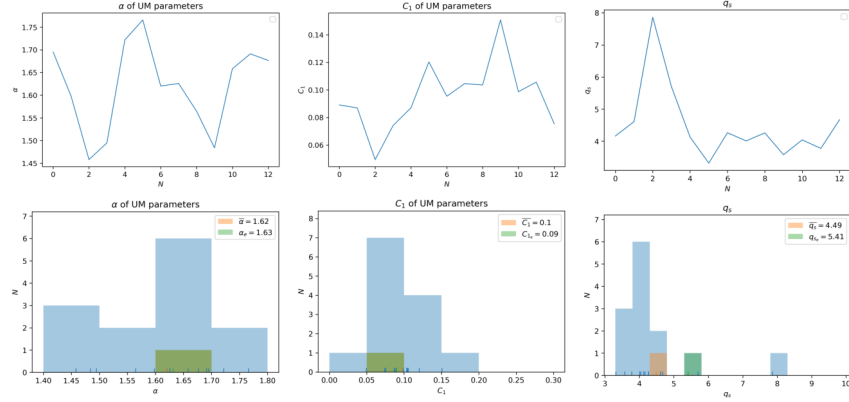 α of UM parameters
1.75
1.70
1.65
1.60
1.55
1.50
1.45
α
0 2 4 6 8 10 12
N
C₁ of UM parameters
0.14
0.12
0.10
0.08
0.06
C₁
0 2 4 6 8 10 12
N
qₛ
8
7
6
5
4
qₛ
0 2 4 6 8 10 12
N
α of UM parameters
7
6
5
4
3
2
1
0
N
1.40 1.45 1.50 1.55 1.60 1.65 1.70 1.75 1.80
α
α̅ = 1.62
αₑ = 1.63
C₁ of UM parameters
8
7
6
5
4
3
2
1
0
N
0.00 0.05 0.10 0.15 0.20 0.25 0.30
C₁
C̅₁ = 0.1
C₁ₑ = 0.09
qₛ
7
6
5
4
3
2
1
0
N
3 4 5 6 7 8 9 10
qₛ
q̅ₛ = 4.49
qₛₑ = 5.41